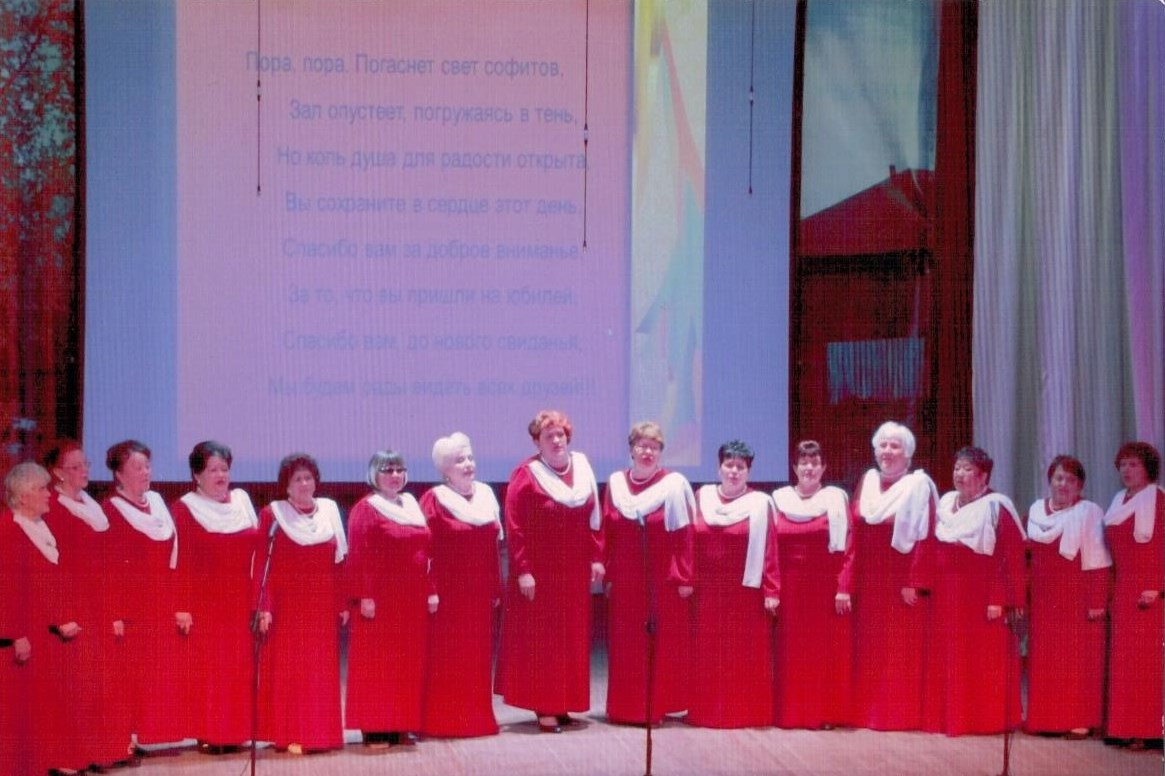 Пора, пора. Погаснет свет софитов,
Зал опустеет, погружаясь в тень,
Но коль душа для радости открыта,
Вы сохраните в сердце этот день.
Спасибо вам за доброе вниманье,
За то, что вы пришли на юбилей,
Спасибо вам, до нового свиданья,
Мы будем рады видеть всех друзей!!!